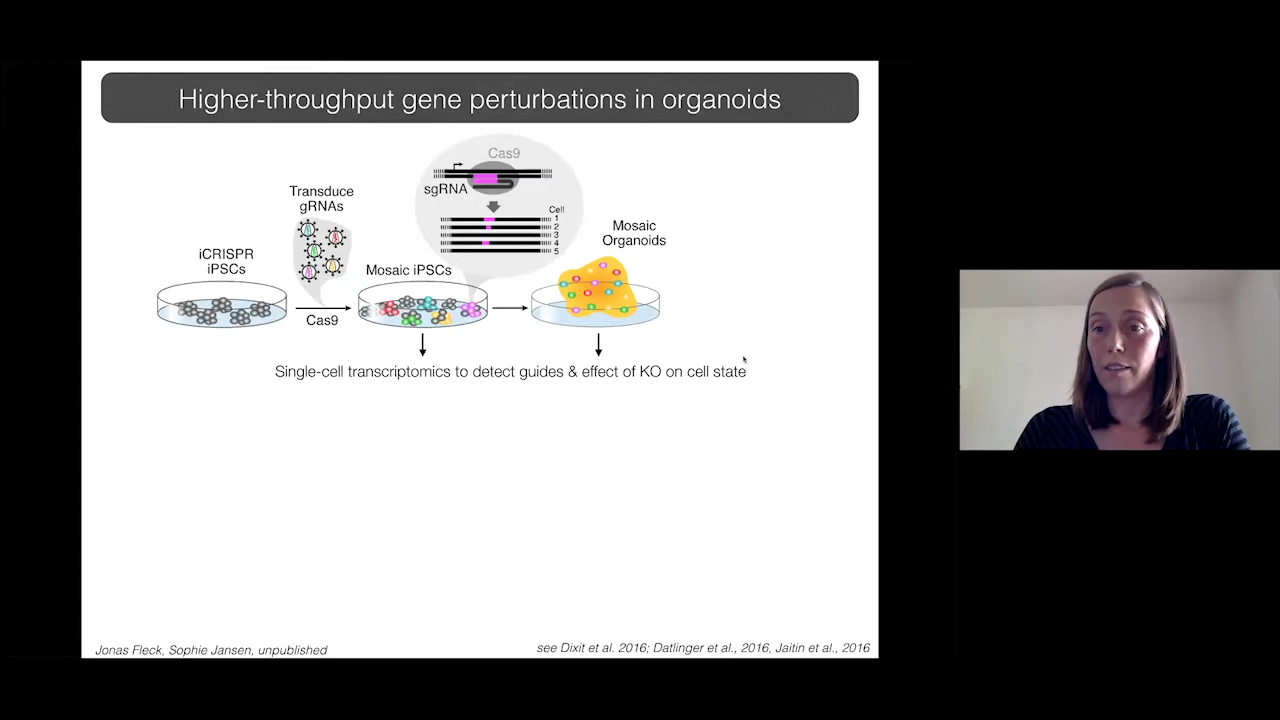 Higher-throughput gene perturbations in organoids
Cas9
sgRNA
Transduce
gRNAs
Cell
1
2
3
4
5
Mosaic
Organoids
iCRISPR
iPSCs
Mosaic iPSCs
Cas9
Single-cell transcriptomics to detect guides & effect of KO on cell state
Jonas Fleck, Sophie Jansen, unpublished
see Dixit et al. 2016; Datlinger et al., 2016, Jaitin et al., 2016